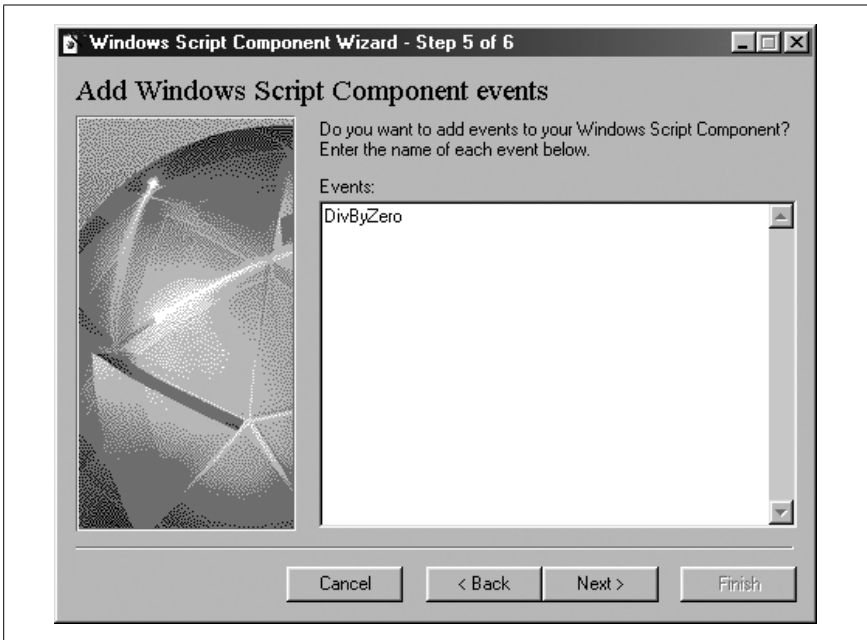 Windows Script Component Wizard - Step 5 of 6
Add Windows Script Component events
Do you want to add events to your Windows Script Component?
Enter the name of each event below.
Events:
DivByZero
Cancel
< Back
Next >
Finish